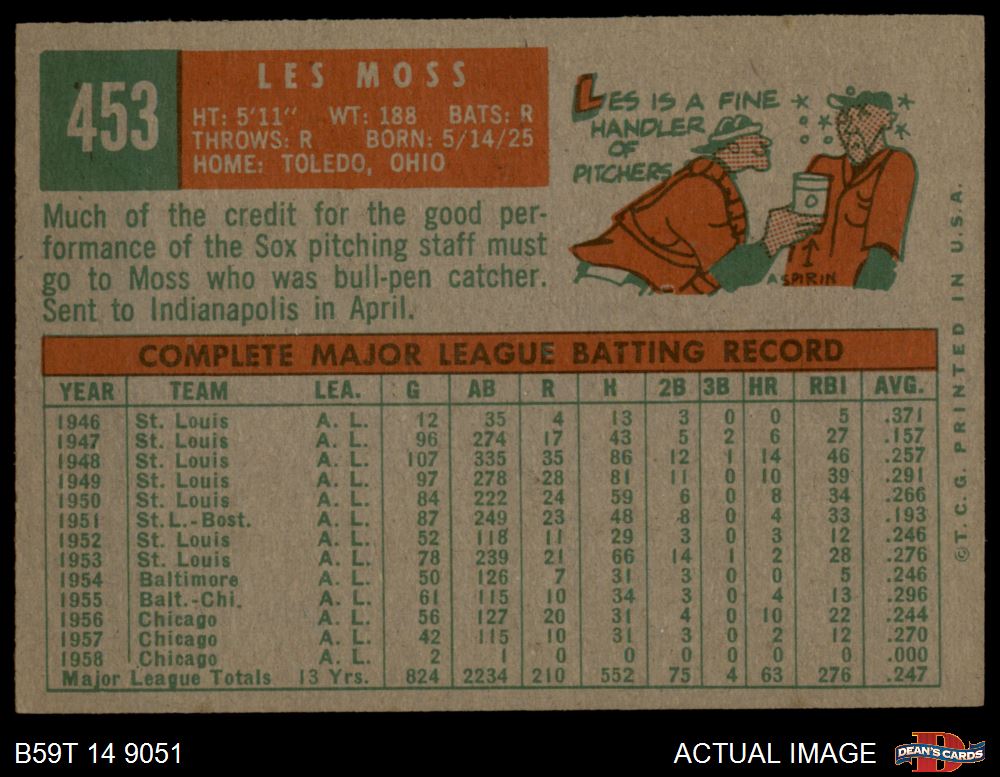 453
LES MOSS
HT: 5'11" WT: 188 BATS: R
THROWS: R BORN: 5/14/25
HOME: TOLEDO, OHIO
LES IS A FINE
HANDLER
OF
PITCHERS
ASPIRIN
Much of the credit for the good per-
formance of the Sox pitching staff must
go to Moss who was bull-pen catcher.
Sent to Indianapolis in April.
COMPLETE MAJOR LEAGUE BATTING RECORD
YEAR TEAM LEA. G AB R H 2B 3B HR RBI AVG.
1946 St. Louis A. L. 12 35 4 13 3 0 0 5 .371
1947 St. Louis A. L. 96 274 17 43 5 2 6 27 .157
1948 St. Louis A. L. 107 335 35 86 12 1 14 46 .257
1949 St. Louis A. L. 97 278 28 81 11 0 10 39 .291
1950 St. Louis A. L. 84 222 24 59 6 0 8 34 .266
1951 St.L.-Bost. A. L. 87 249 23 48 8 0 4 33 .193
1952 St. Louis A. L. 52 118 11 29 3 0 3 12 .246
1953 St. Louis A. L. 78 239 21 66 14 1 2 28 .276
1954 Baltimore A. L. 50 126 7 31 3 0 0 5 .246
1955 Balt.-Chi. A. L. 61 115 10 34 3 0 4 13 .296
1956 Chicago A. L. 56 127 20 31 4 0 10 22 .244
1957 Chicago A. L. 42 115 10 31 3 0 2 12 .270
1958 Chicago A. L. 2 1 0 0 0 0 0 0 .000
Major League Totals 13 Yrs. 824 2234 210 552 75 4 63 276 .247
©T. C. G. PRINTED IN U.S.A.
B59T 14 9051
ACTUAL IMAGE
DEAN'S CARDS